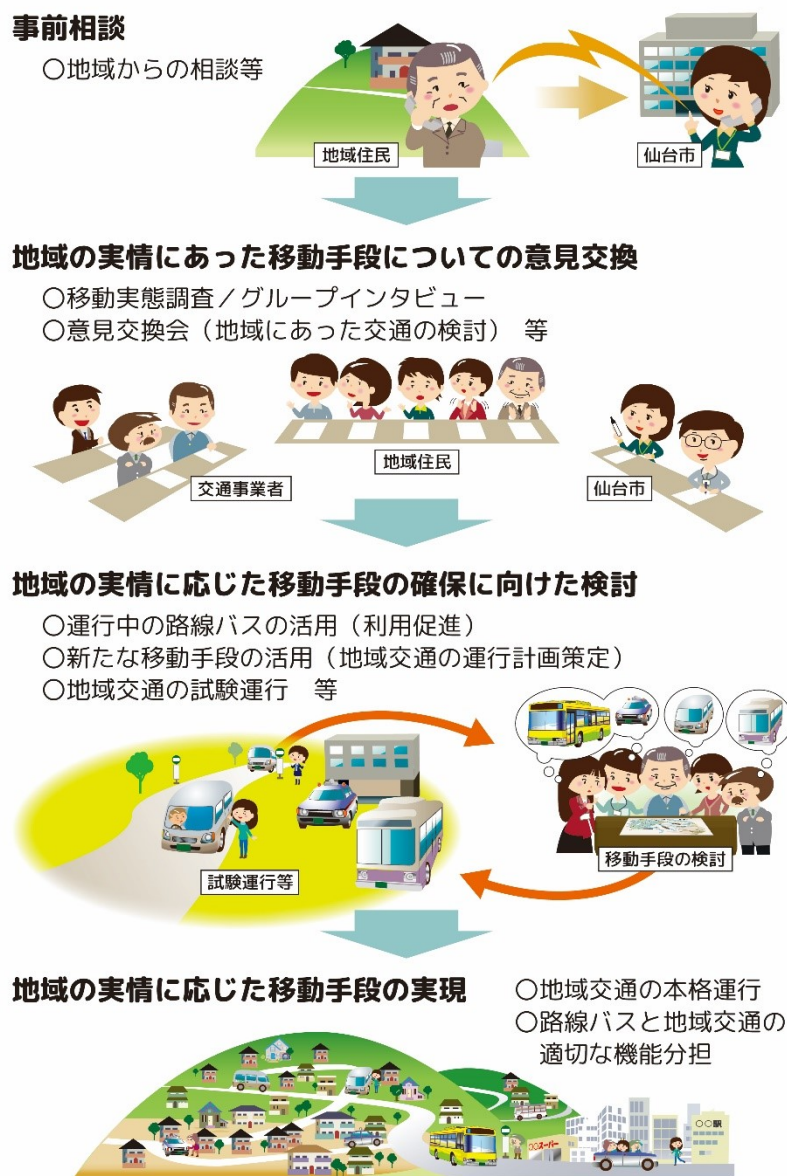 事前相談
○地域からの相談等
地域住民
仙台市
地域の実情にあった移動手段についての意見交換
○移動実態調査／グループインタビュー
○意見交換会（地域にあった交通の検討）　等
交通事業者
地域住民
仙台市
地域の実情に応じた移動手段の確保に向けた検討
○運行中の路線バスの活用（利用促進）
○新たな移動手段の活用（地域交通の運行計画策定）
○地域交通の試験運行　等
試験運行等
移動手段の検討
地域の実情に応じた移動手段の実現
○地域交通の本格運行
○路線バスと地域交通の
適切な機能分担
○○スーパー
○○駅